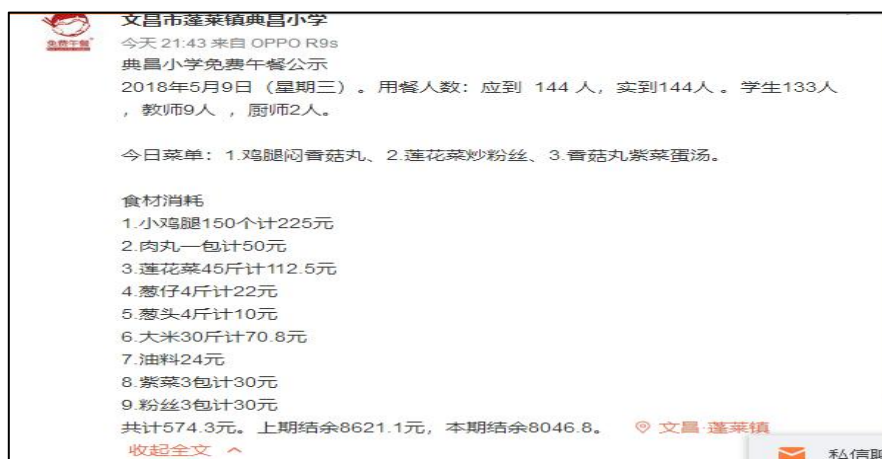 文昌市蓬莱镇典昌小学
免费午餐
今天 21:43 来自 OPPO R9s
典昌小学免费午餐公示
2018年5月9日（星期三）。用餐人数：应到 144 人，实到144人 。学生133人
，教师9人 ，厨师2人。
今日菜单：1.鸡腿闷香菇丸、2.莲花菜炒粉丝、3.香菇丸紫菜蛋汤。
食材消耗
1.小鸡腿150个计225元
2.肉丸一包计50元
3.莲花菜45斤计112.5元
4.葱仔4斤计22元
5.葱头4斤计10元
6.大米30斤计70.8元
7.油料24元
8.紫菜3包计30元
9.粉丝3包计30元
共计574.3元。上期结余8621.1元，本期结余8046.8。 文昌·蓬莱镇
收起全文
私信聊